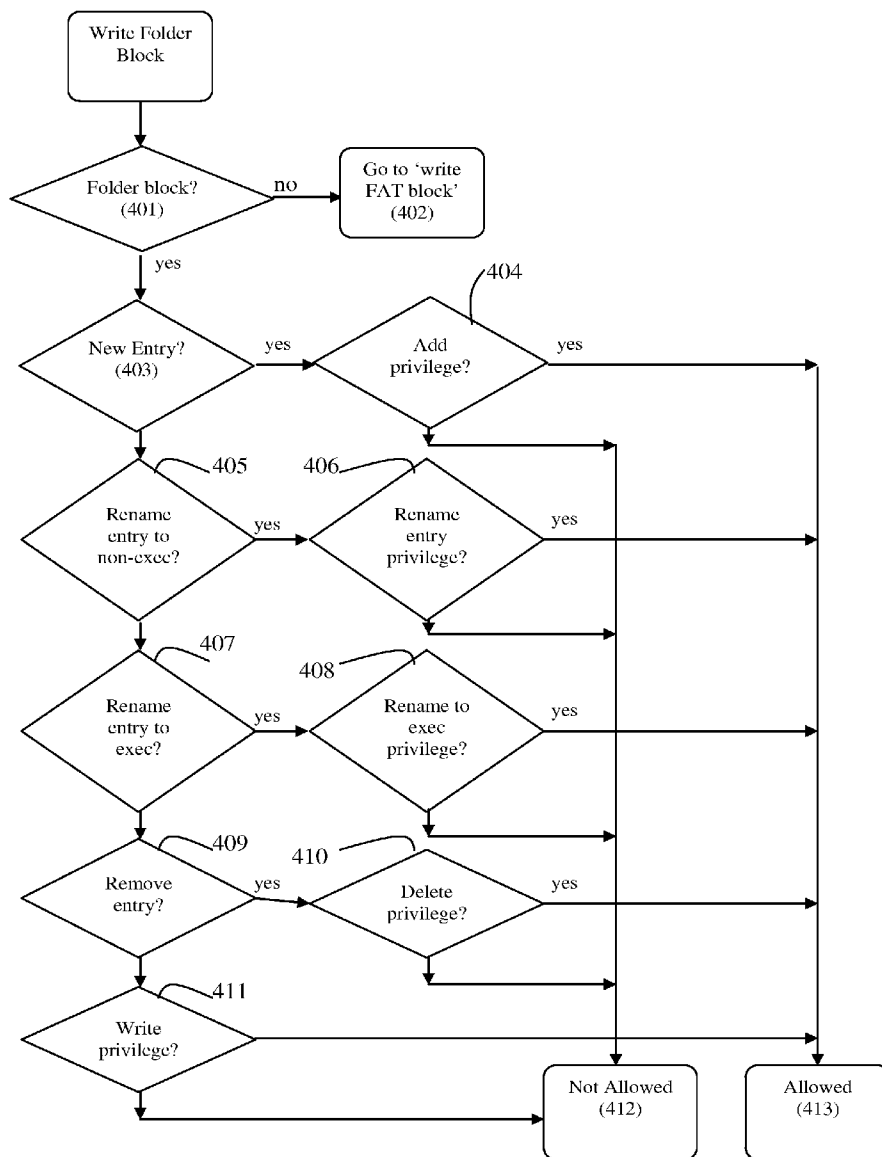 Write Folder
Block
Folder block?
(401)
no
Go to ‘write
FAT block’
(402)
yes
404
New Entry?
(403)
yes
Add
privilege?
yes
405
406
Rename
entry to
non-exec?
yes
Rename
entry
privilege?
yes
407
408
Rename
entry to
exec?
yes
Rename to
exec
privilege?
yes
409
410
Remove
entry?
yes
Delete
privilege?
yes
411
Write
privilege?
Not Allowed
(412)
Allowed
(413)